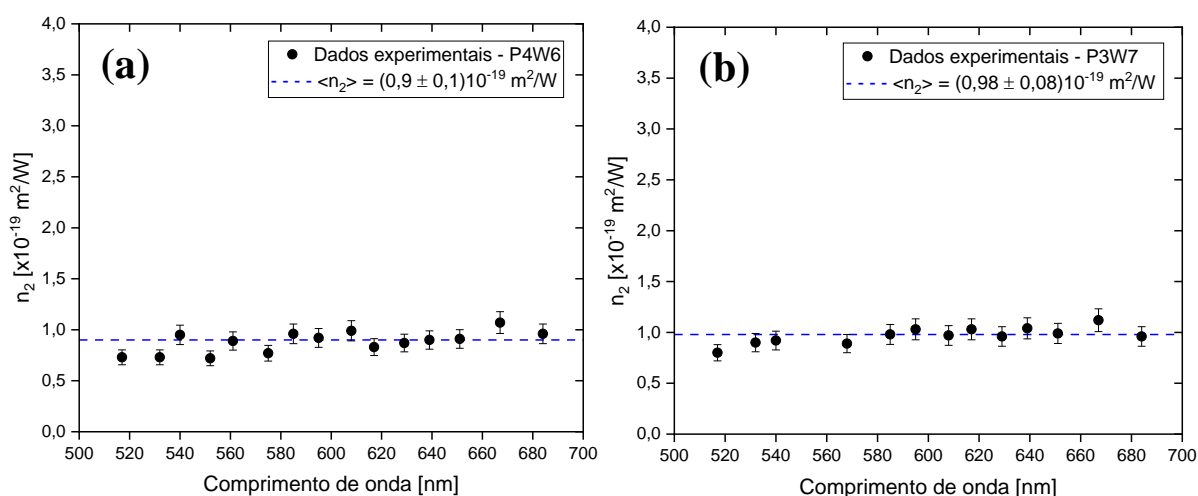 (a)
Dados experimentais - P4W6
<n₂> = (0,9 ± 0,1)10⁻¹⁹ m²/W
4,0
3,5
3,0
2,5
2,0
1,5
1,0
0,5
0,0
n₂ [x10⁻¹⁹ m²/W]
500 520 540 560 580 600 620 640 660 680 700
Comprimento de onda [nm]
(b)
Dados experimentais - P3W7
<n₂> = (0,98 ± 0,08)10⁻¹⁹ m²/W
4,0
3,5
3,0
2,5
2,0
1,5
1,0
0,5
0,0
n₂ [x10⁻¹⁹ m²/W]
500 520 540 560 580 600 620 640 660 680 700
Comprimento de onda [nm]